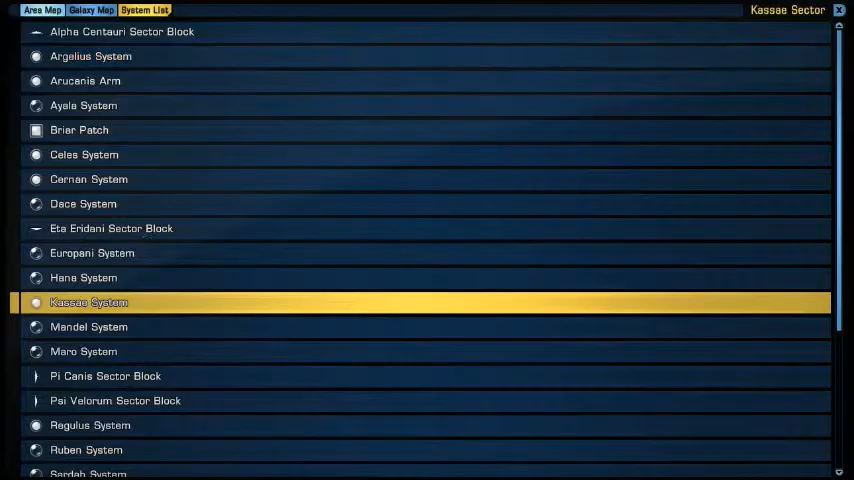 Area Map Galaxy Map System List Kassae Sector X
Alpha Centauri Sector Block
Argelius System
Arucanis Arm
Ayala System
Briar Patch
Celes System
Cernan System
Daca System
Eta Eridani Sector Block
Europani System
Hana System
Kassae System
Mandel System
Maro System
Pi Canis Sector Block
Psi Velorum Sector Block
Regulus System
Ruben System
Sardah System